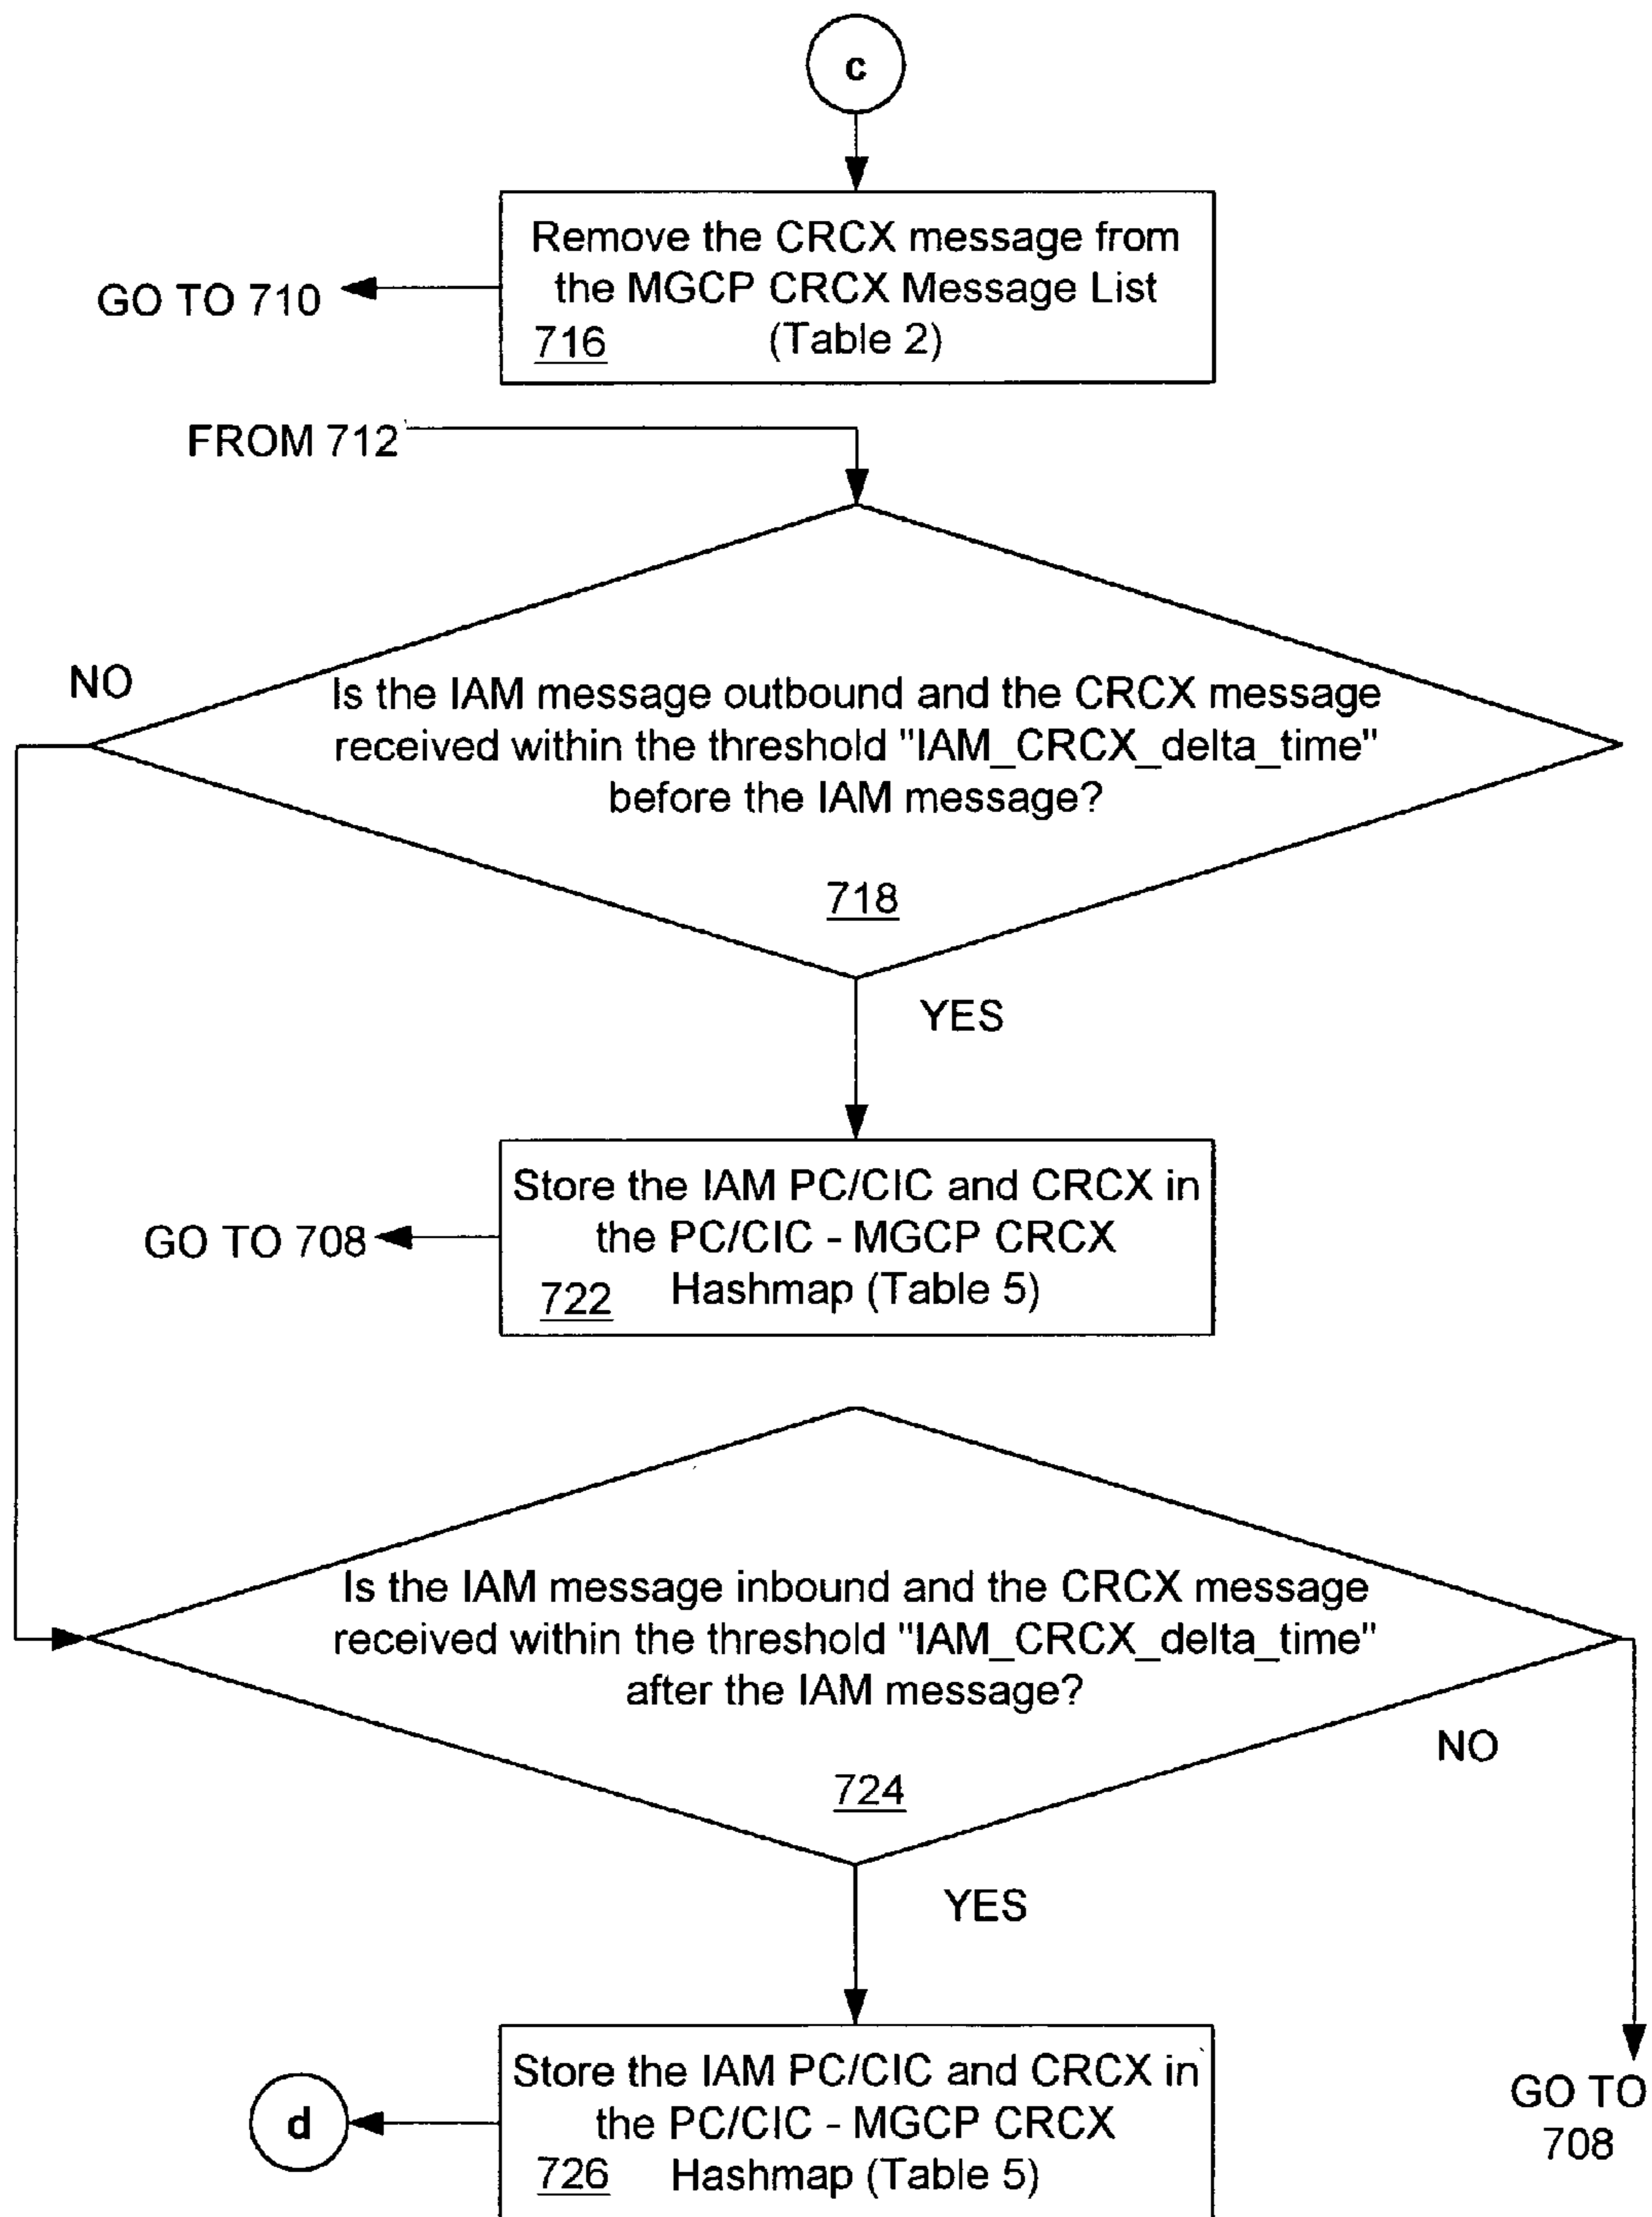 c
Remove the CRCX message from
the MGCP CRCX Message List
(Table 2)
716
GO TO 710
FROM 712
NO
Is the IAM message outbound and the CRCX message
received within the threshold "IAM_CRCX_delta_time"
before the IAM message?
718
YES
Store the IAM PC/CIC and CRCX in
the PC/CIC - MGCP CRCX
Hashmap (Table 5)
722
GO TO 708
Is the IAM message inbound and the CRCX message
received within the threshold "IAM_CRCX_delta_time"
after the IAM message?
724
NO
YES
Store the IAM PC/CIC and CRCX in
the PC/CIC - MGCP CRCX
Hashmap (Table 5)
726
d
GO TO
708